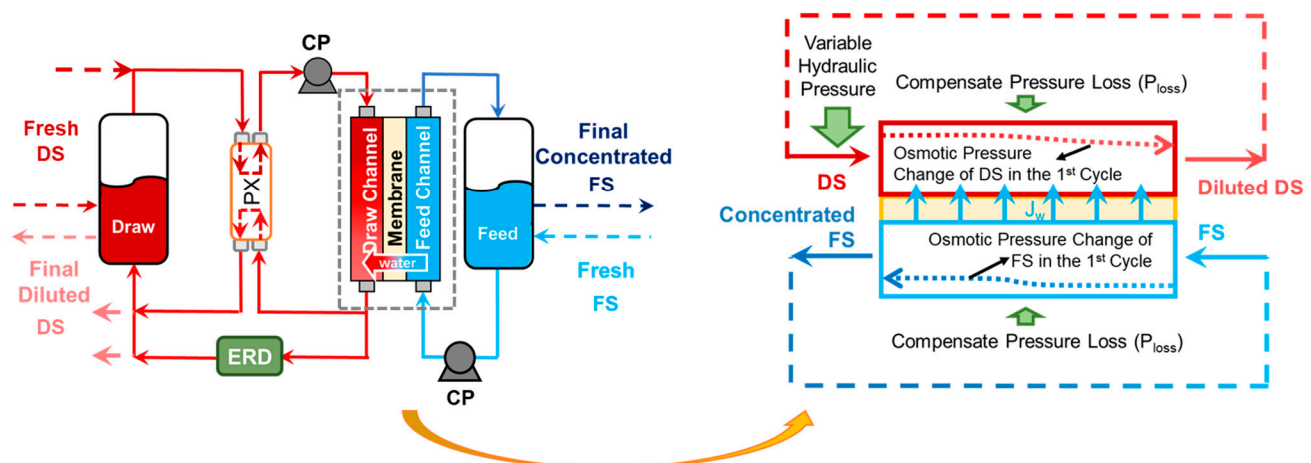 CP
Fresh
DS
Draw
Final
Diluted
DS
PX
ERD
Draw Channel
Membrane
Feed Channel
water
Feed
CP
Final
Concentrated
FS
Fresh
FS
Variable
Hydraulic
Pressure
Compensate Pressure Loss (Ploss)
DS
Osmotic Pressure
Change of DS in the 1st Cycle
Diluted DS
Jw
Concentrated
FS
Osmotic Pressure Change of
FS in the 1st Cycle
FS
Compensate Pressure Loss (Ploss)